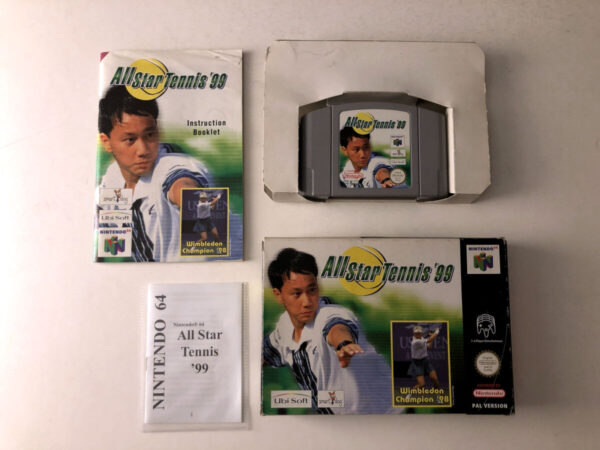 All Star Tennis '99
Instruction
Booklet
Ubi Soft
NINTENDO 64
Wimbledon
Champion '98
All Star Tennis '99
NINTENDO 64
Nintendo® 64
All Star
Tennis
'99
1
All Star Tennis '99
NINTENDO 64
Wimbledon
Champion '98
Ubi Soft
Nintendo
PAL VERSION